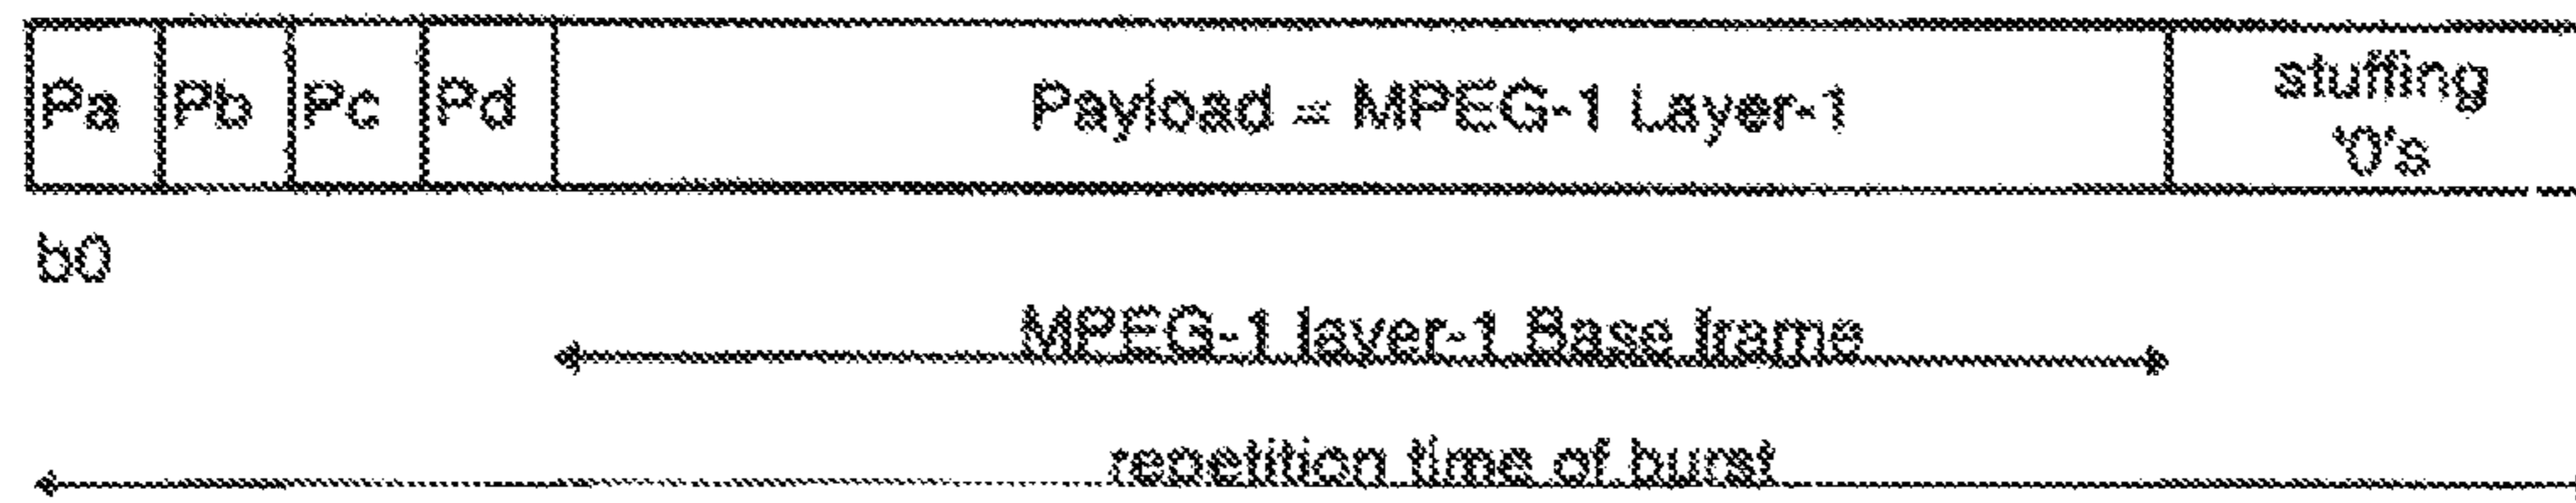 Pa Pb Pc Pd Payload = MPEG-1 Layer-1 stuffing
'0's
b0
MPEG-1 layer-1 Base frame
repetition time of burst